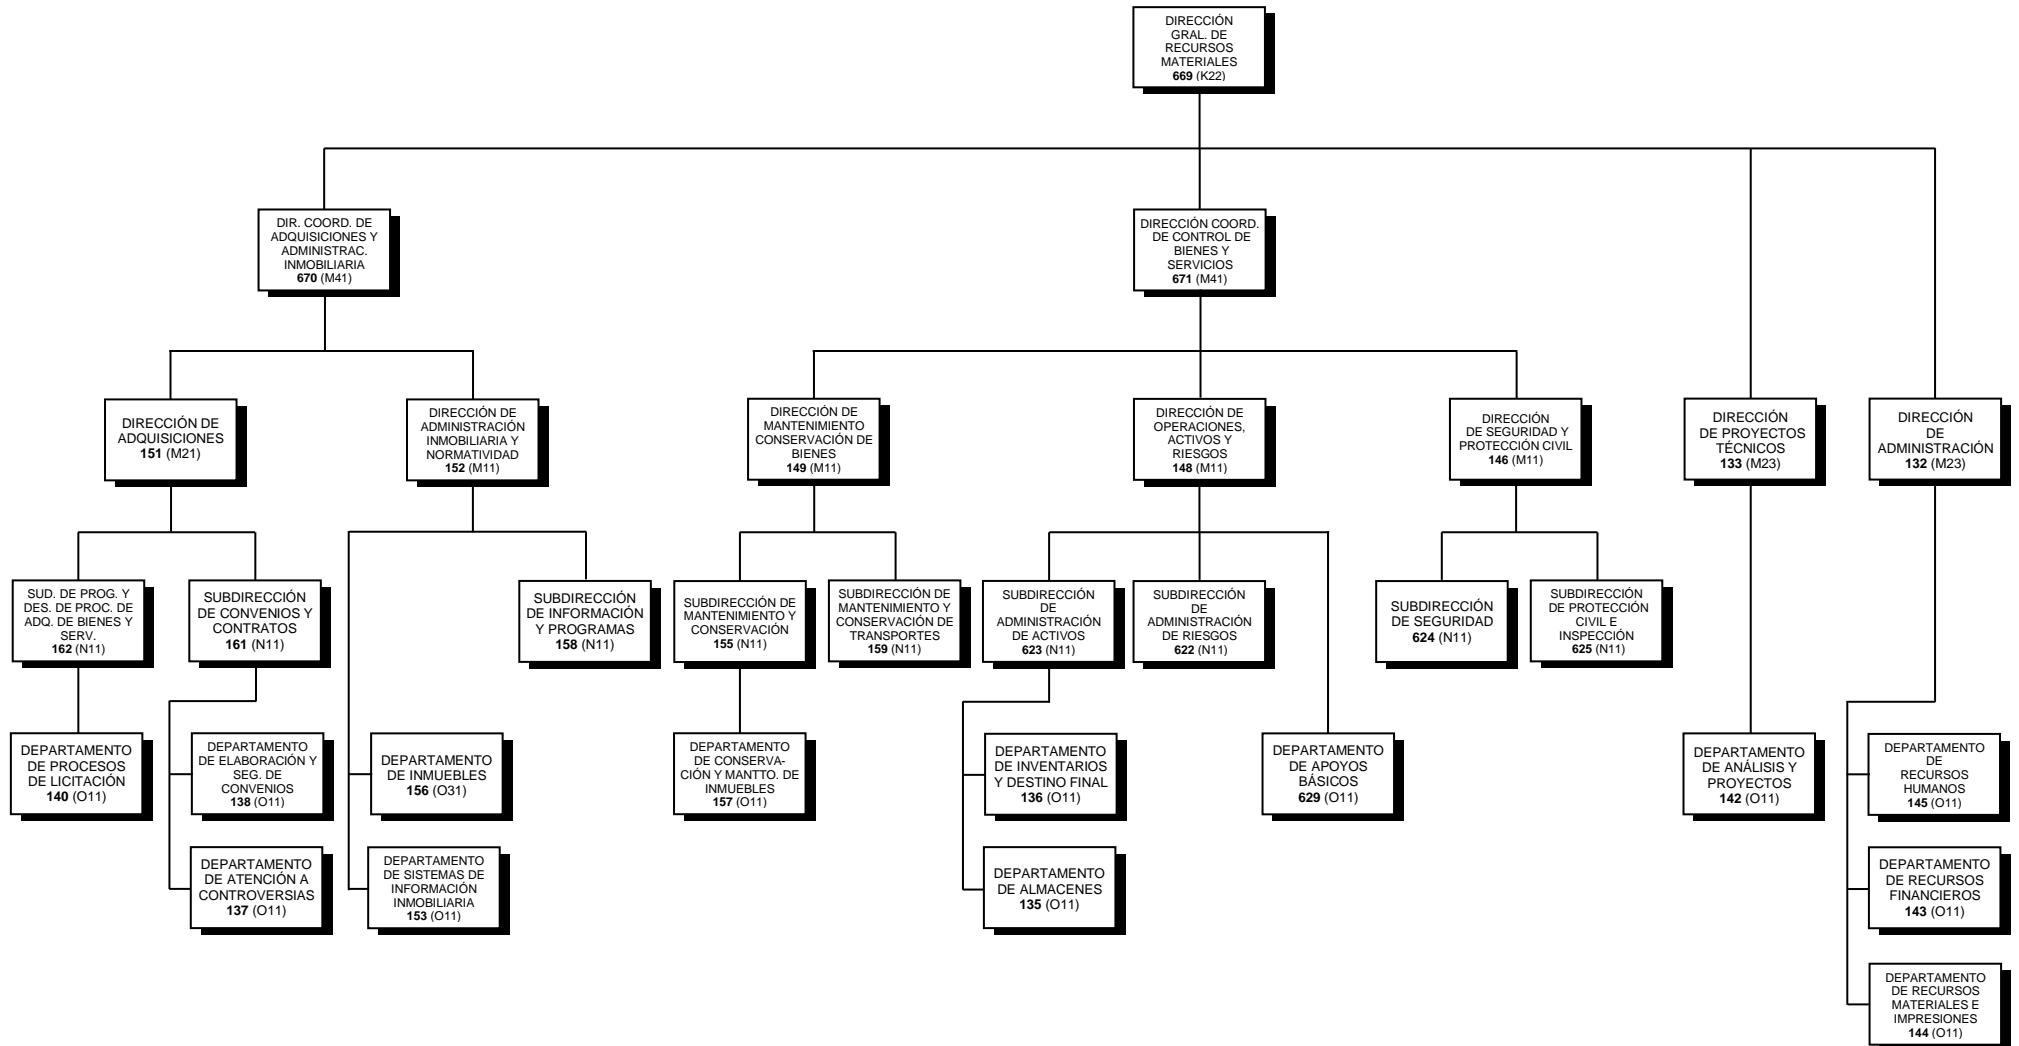 DIRECCIÓN
GRAL. DE
RECURSOS
MATERIALES
669 (K22)
DIR. COORD. DE
ADQUISICIONES Y
ADMINISTRAC.
INMOBILIARIA
670 (M41)
DIRECCIÓN COORD.
DE CONTROL DE
BIENES Y
SERVICIOS
671 (M41)
DIRECCIÓN DE
ADQUISICIONES
151 (M21)
DIRECCIÓN DE
ADMINISTRACIÓN
INMOBILIARIA Y
NORMATIVIDAD
152 (M11)
DIRECCIÓN DE
MANTENIMIENTO
CONSERVACIÓN DE
BIENES
149 (M11)
DIRECCIÓN DE
OPERACIONES,
ACTIVOS Y
RIESGOS
148 (M11)
DIRECCIÓN
DE SEGURIDAD Y
PROTECCIÓN CIVIL
146 (M11)
DIRECCIÓN
DE PROYECTOS
TÉCNICOS
133 (M23)
DIRECCIÓN
DE
ADMINISTRACIÓN
132 (M23)
SUD. DE PROG. Y
DES. DE PROC. DE
ADQ. DE BIENES Y
SERV.
162 (N11)
SUBDIRECCIÓN
DE CONVENIOS Y
CONTRATOS
161 (N11)
SUBDIRECCIÓN
DE INFORMACIÓN
Y PROGRAMAS
158 (N11)
SUBDIRECCIÓN DE
MANTENIMIENTO Y
CONSERVACIÓN
155 (N11)
SUBDIRECCIÓN DE
MANTENIMIENTO Y
CONSERVACIÓN DE
TRANSPORTES
159 (N11)
SUBDIRECCIÓN
DE
ADMINISTRACIÓN
DE ACTIVOS
623 (N11)
SUBDIRECCIÓN
DE
ADMINISTRACIÓN
DE RIESGOS
622 (N11)
SUBDIRECCIÓN
DE SEGURIDAD
624 (N11)
SUBDIRECCIÓN
DE PROTECCIÓN
CIVIL E
INSPECCIÓN
625 (N11)
DEPARTAMENTO
DE PROCESOS
DE LICITACIÓN
140 (O11)
DEPARTAMENTO
DE ELABORACIÓN Y
SEG. DE
CONVENIOS
138 (O11)
DEPARTAMENTO
DE INMUEBLES
156 (O31)
DEPARTAMENTO
DE CONSERVA-
CIÓN Y MANTTO. DE
INMUEBLES
157 (O11)
DEPARTAMENTO
DE INVENTARIOS
Y DESTINO FINAL
136 (O11)
DEPARTAMENTO
DE APOYOS
BÁSICOS
629 (O11)
DEPARTAMENTO
DE ANÁLISIS Y
PROYECTOS
142 (O11)
DEPARTAMENTO
DE
RECURSOS
HUMANOS
145 (O11)
DEPARTAMENTO
DE ATENCIÓN A
CONTROVERSIAS
137 (O11)
DEPARTAMENTO
DE SISTEMAS DE
INFORMACIÓN
INMOBILIARIA
153 (O11)
DEPARTAMENTO
DE ALMACENES
135 (O11)
DEPARTAMENTO
DE RECURSOS
FINANCIEROS
143 (O11)
DEPARTAMENTO
DE RECURSOS
MATERIALES E
IMPRESIONES
144 (O11)